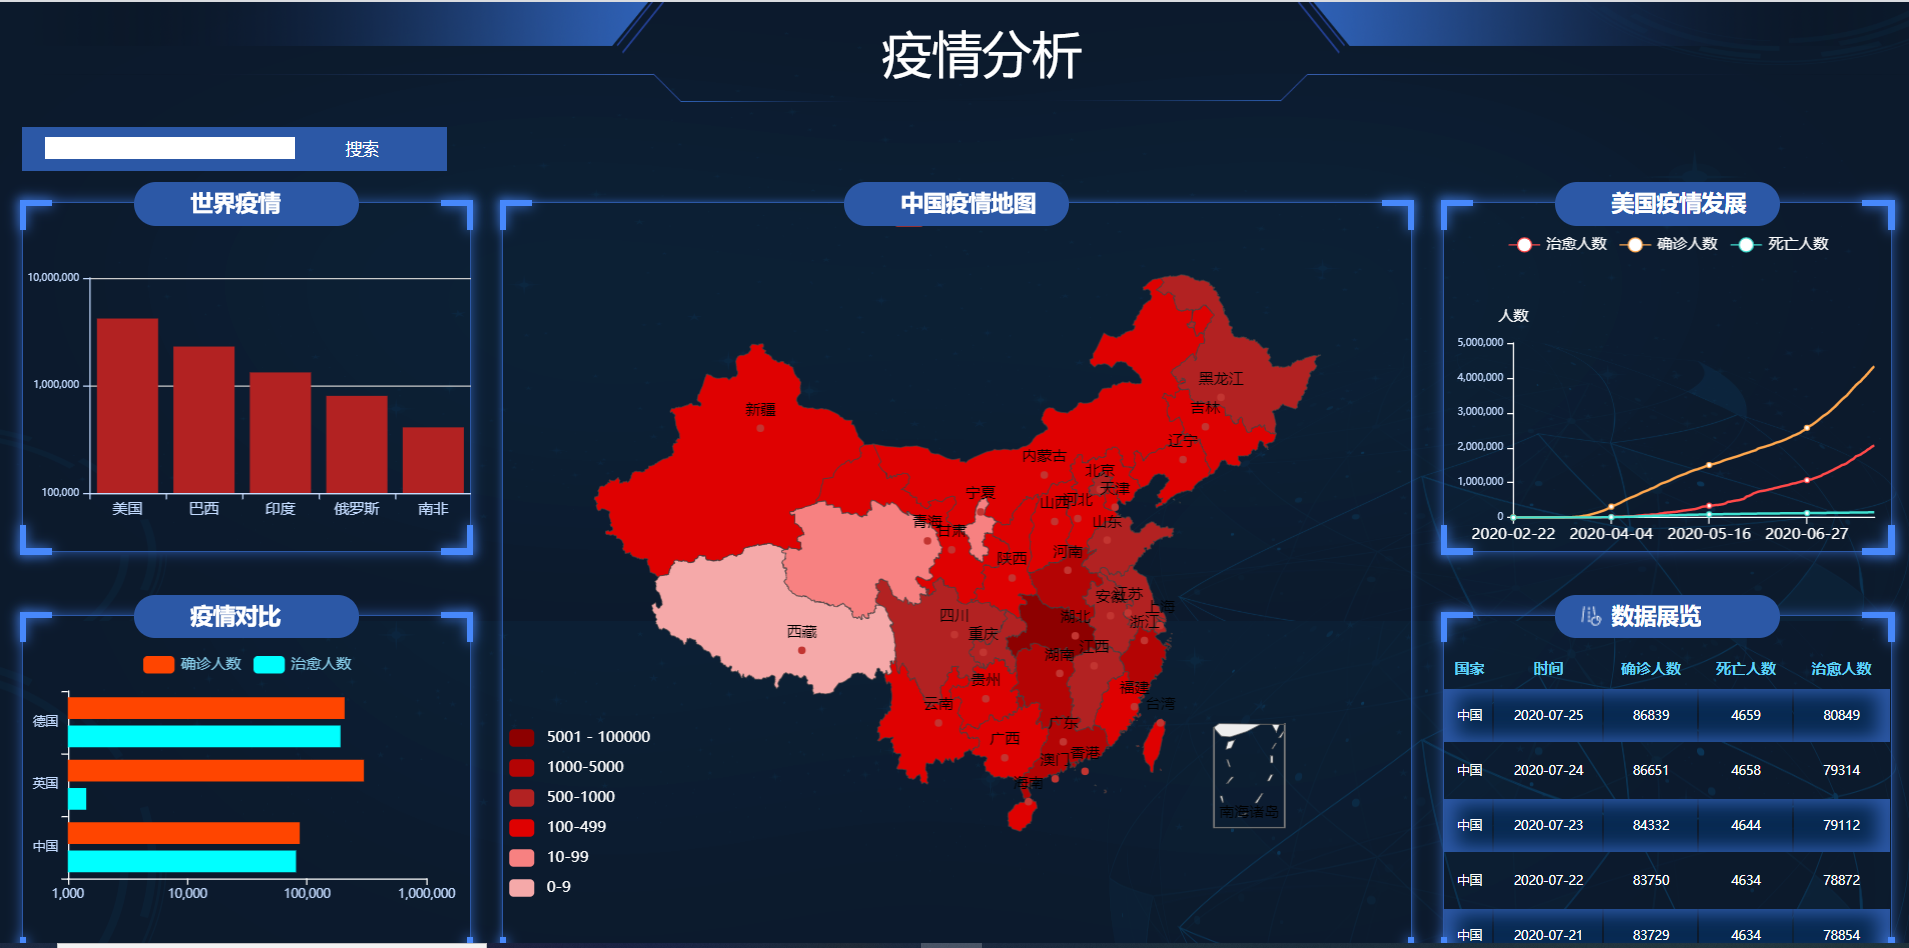 疫情分析
搜索
世界疫情
10,000,000
1,000,000
100,000
美国 巴西 印度 俄罗斯 南非
疫情对比
确诊人数 治愈人数
德国
英国
中国
1,000 10,000 100,000 1,000,000
中国疫情地图
黑龙江
吉林
辽宁
新疆
内蒙古
北京
天津
宁夏
山西
河北
青海
甘肃
山东
陕西
河南
四川
重庆
湖北
安徽
江苏
上海
浙江
西藏
湖南
江西
贵州
云南
福建
台湾
广东
广西
澳门
香港
海南
南海诸岛
5001 - 100000
1000-5000
500-1000
100-499
10-99
0-9
美国疫情发展
治愈人数 确诊人数 死亡人数
人数
5,000,000
4,000,000
3,000,000
2,000,000
1,000,000
0
2020-02-22 2020-04-04 2020-05-16 2020-06-27
数据展览
国家 时间 确诊人数 死亡人数 治愈人数
中国 2020-07-25 86839 4659 80849
中国 2020-07-24 86651 4658 79314
中国 2020-07-23 84332 4644 79112
中国 2020-07-22 83750 4634 78872
中国 2020-07-21 83729 4634 78854